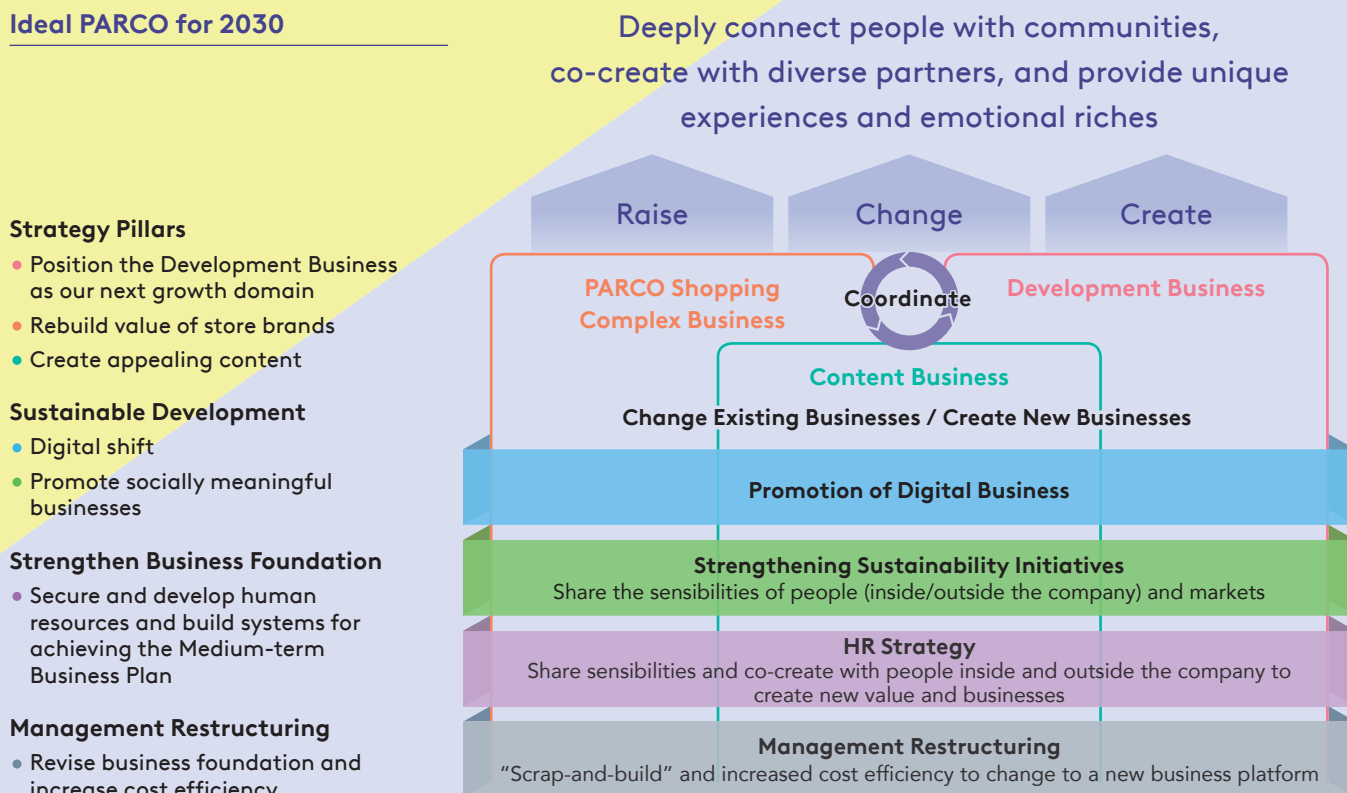 Ideal PARCO for 2030
Deeply connect people with communities,
co-create with diverse partners, and provide unique
experiences and emotional riches
Strategy Pillars
• Position the Development Business
as our next growth domain
• Rebuild value of store brands
• Create appealing content
Sustainable Development
• Digital shift
• Promote socially meaningful
businesses
Strengthen Business Foundation
• Secure and develop human
resources and build systems for
achieving the Medium-term
Business Plan
Management Restructuring
• Revise business foundation and
increase cost efficiency
Raise
Change
Create
PARCO Shopping
Complex Business
Coordinate
Development Business
Content Business
Change Existing Businesses / Create New Businesses
Promotion of Digital Business
Strengthening Sustainability Initiatives
Share the sensibilities of people (inside/outside the company) and markets
HR Strategy
Share sensibilities and co-create with people inside and outside the company to
create new value and businesses
Management Restructuring
“Scrap-and-build” and increased cost efficiency to change to a new business platform